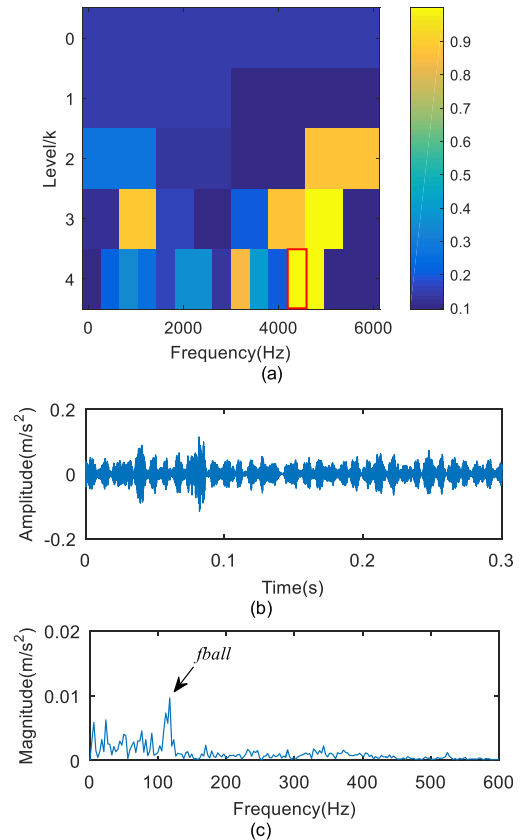 0
1
2
3
4
Level/k
0 2000 4000 6000
Frequency(Hz)
0.9
0.8
0.7
0.6
0.5
0.4
0.3
0.2
0.1
(a)
0.2
0
-0.2
Amplitude(m/s²)
0 0.1 0.2 0.3
Time(s)
(b)
0.02
0.01
0
Magnitude(m/s²)
fball
0 100 200 300 400 500 600
Frequency(Hz)
(c)